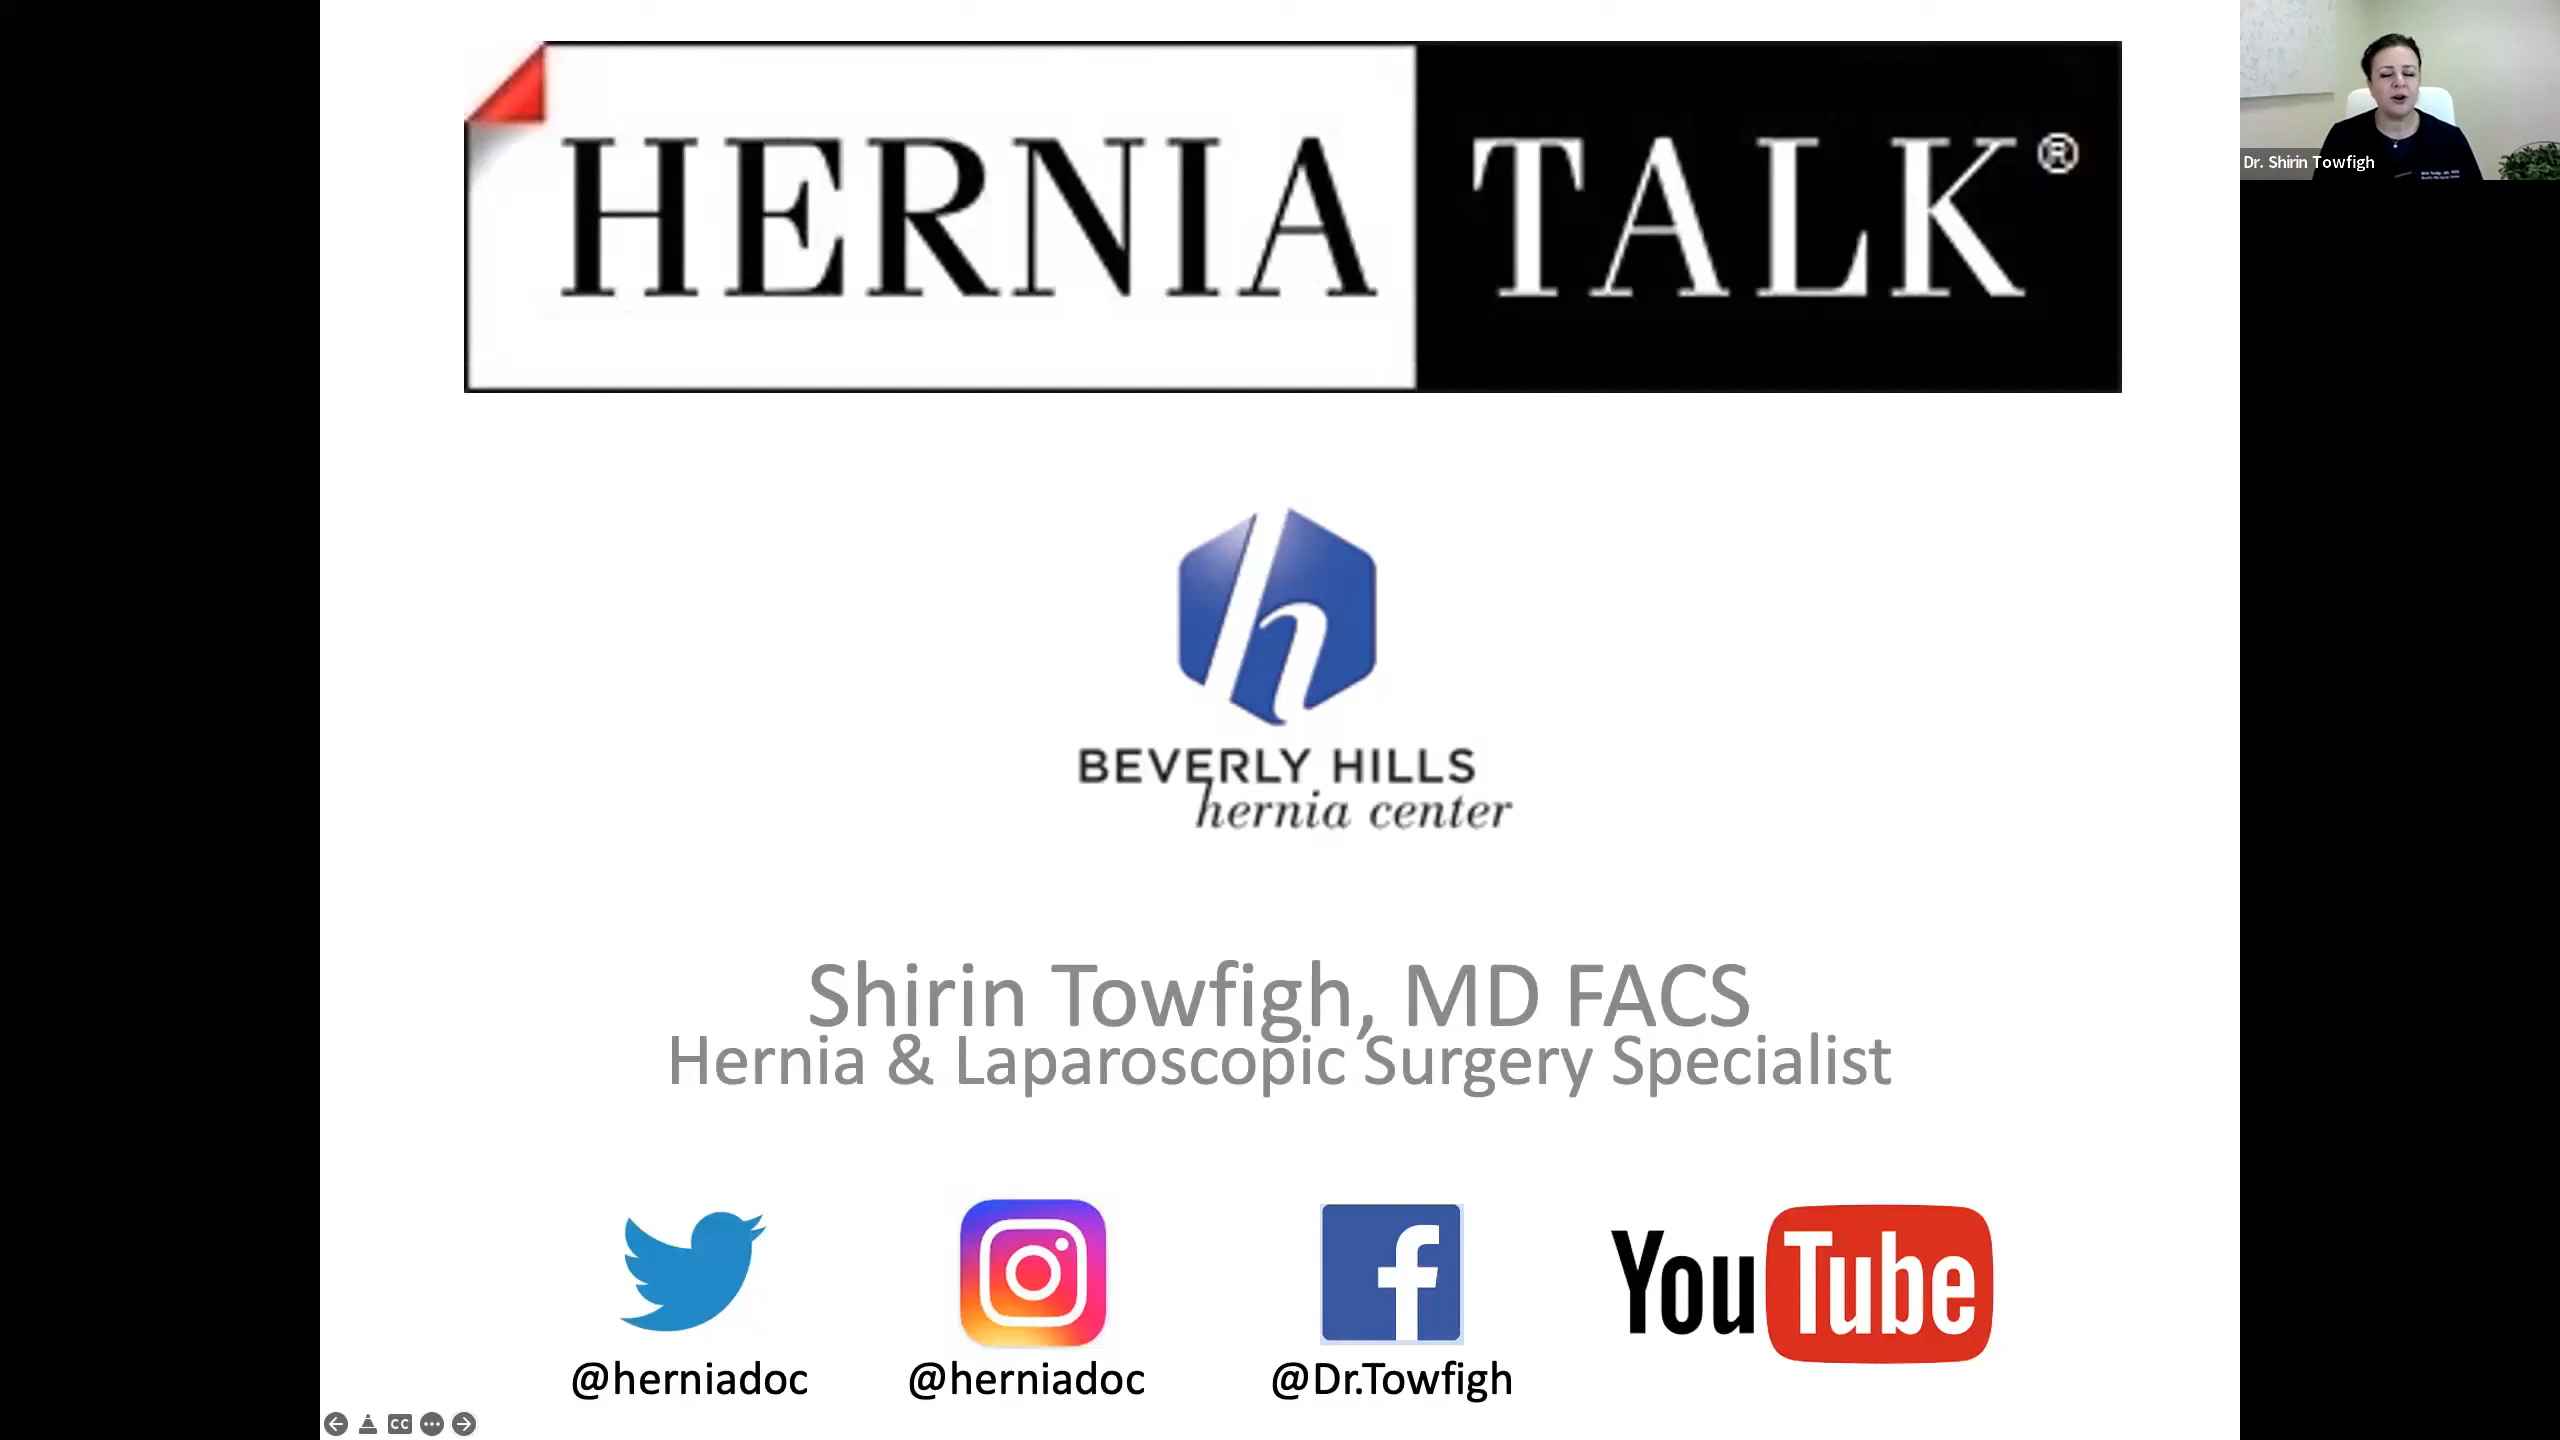 HERNIA TALK®
Dr. Shirin Towfigh
h
BEVERLY HILLS
hernia center
Shirin Towfigh, MD FACS
Hernia & Laparoscopic Surgery Specialist
YouTube
@herniadoc @herniadoc @Dr.Towfigh
CC